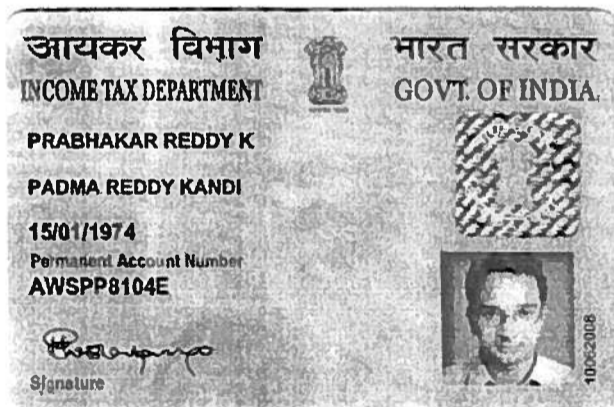 आयकर विभाग
INCOME TAX DEPARTMENT
भारत सरकार
GOVT. OF INDIA
PRABHAKAR REDDY K
PADMA REDDY KANDI
15/01/1974
Permanent Account Number
AWSPP8104E
Signature
10062008